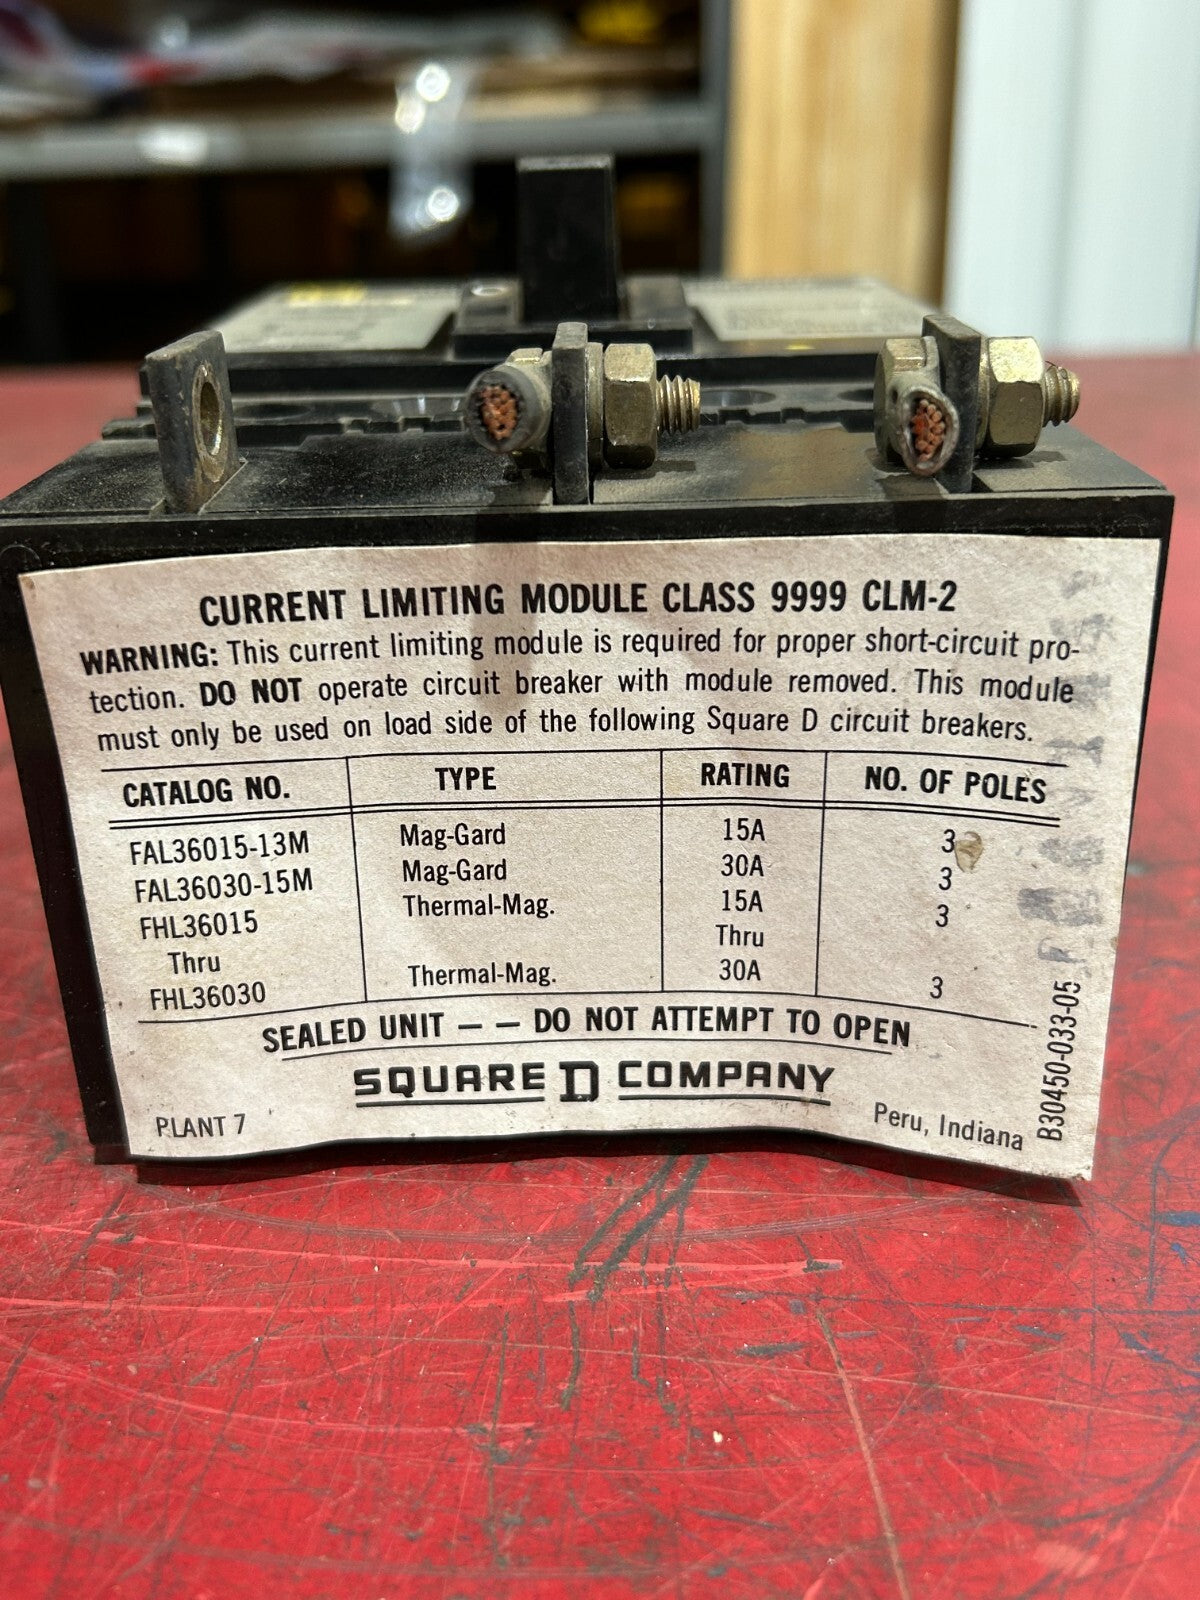 CURRENT LIMITING MODULE CLASS 9999 CLM-2
WARNING: This current limiting module is required for proper short-circuit pro-
tection. DO NOT operate circuit breaker with module removed. This module
must only be used on load side of the following Square D circuit breakers.
CATALOG NO. TYPE RATING NO. OF POLES
FAL36015-13M Mag-Gard 15A 3
FAL36030-15M Mag-Gard 30A 3
FHL36015 Thermal-Mag. 15A 3
Thru Thru
FHL36030 Thermal-Mag. 30A 3
SEALED UNIT – – DO NOT ATTEMPT TO OPEN
SQUARE D COMPANY
PLANT 7
Peru, Indiana
B30450-033-05